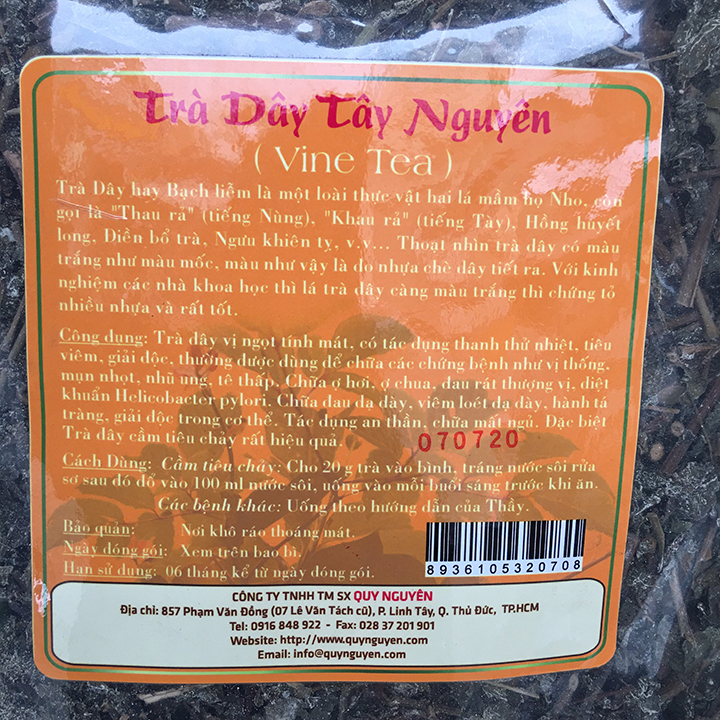 Trà Dây Tây Nguyên
( Vine Tea )
Trà Dây hay Bạch liễm là một loài thực vật hai lá mầm họ Nho, còn
gọi là "Thau rả" (tiếng Nùng), "Khau rả" (tiếng Tày), Hồng huyết
long, Điền bổ trà, Ngưu khiên tỵ, v.v... Thoạt nhìn trà dây có màu
trắng như màu mốc, màu như vậy là do nhựa chè dây tiết ra. Với kinh
nghiệm các nhà khoa học thì lá trà dây càng màu trắng thì chứng tỏ
nhiều nhựa và rất tốt.
Công dụng: Trà dây vị ngọt tính mát, có tác dụng thanh thử nhiệt, tiêu
viêm, giải độc, thường được dùng để chữa các chứng bệnh như vị thống,
mụn nhọt, nhũ ung, tê thấp. Chữa ợ hơi, ợ chua, đau rát thượng vị, diệt
khuẩn Helicobacter pylori. Chữa đau dạ dày, viêm loét dạ dày, hành tá
tràng, giải độc trong cơ thể. Tác dụng an thần, chữa mất ngủ. Đặc biệt
Trà dây cầm tiêu chảy rất hiệu quả.
070720
Cách Dùng: Cầm tiêu chảy: Cho 20 g trà vào bình, tráng nước sôi rửa
sơ sau đó đổ vào 100 ml nước sôi, uống vào mỗi buổi sáng trước khi ăn.
Các bệnh khác: Uống theo hướng dẫn của Thầy.
Bảo quản: Nơi khô ráo thoáng mát.
Ngày đóng gói: Xem trên bao bì.
Hạn sử dụng: 06 tháng kể từ ngày đóng gói.
8936105320708
CÔNG TY TNHH TM SX QUY NGUYÊN
Địa chỉ: 857 Phạm Văn Đồng (07 Lê Văn Tách cũ), P. Linh Tây, Q. Thủ Đức, TP.HCM
Tel: 0916 848 922 - Fax: 028 37 201 901
Website: http://www.quynguyen.com
Email: info@quynguyen.com